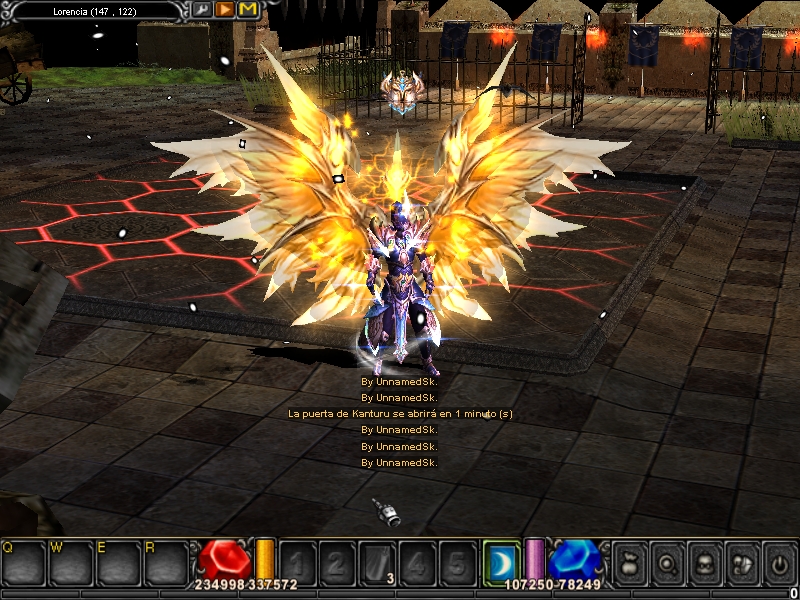 Lorencia (147 , 122)
M
By UnnamedSk.
By UnnamedSk.
La puerta de Kanturu se abrirá en 1 minuto (s)
By UnnamedSk.
By UnnamedSk.
By UnnamedSk.
Q W E R 1 2 3 4 5
234998 337572 107250 78249 0